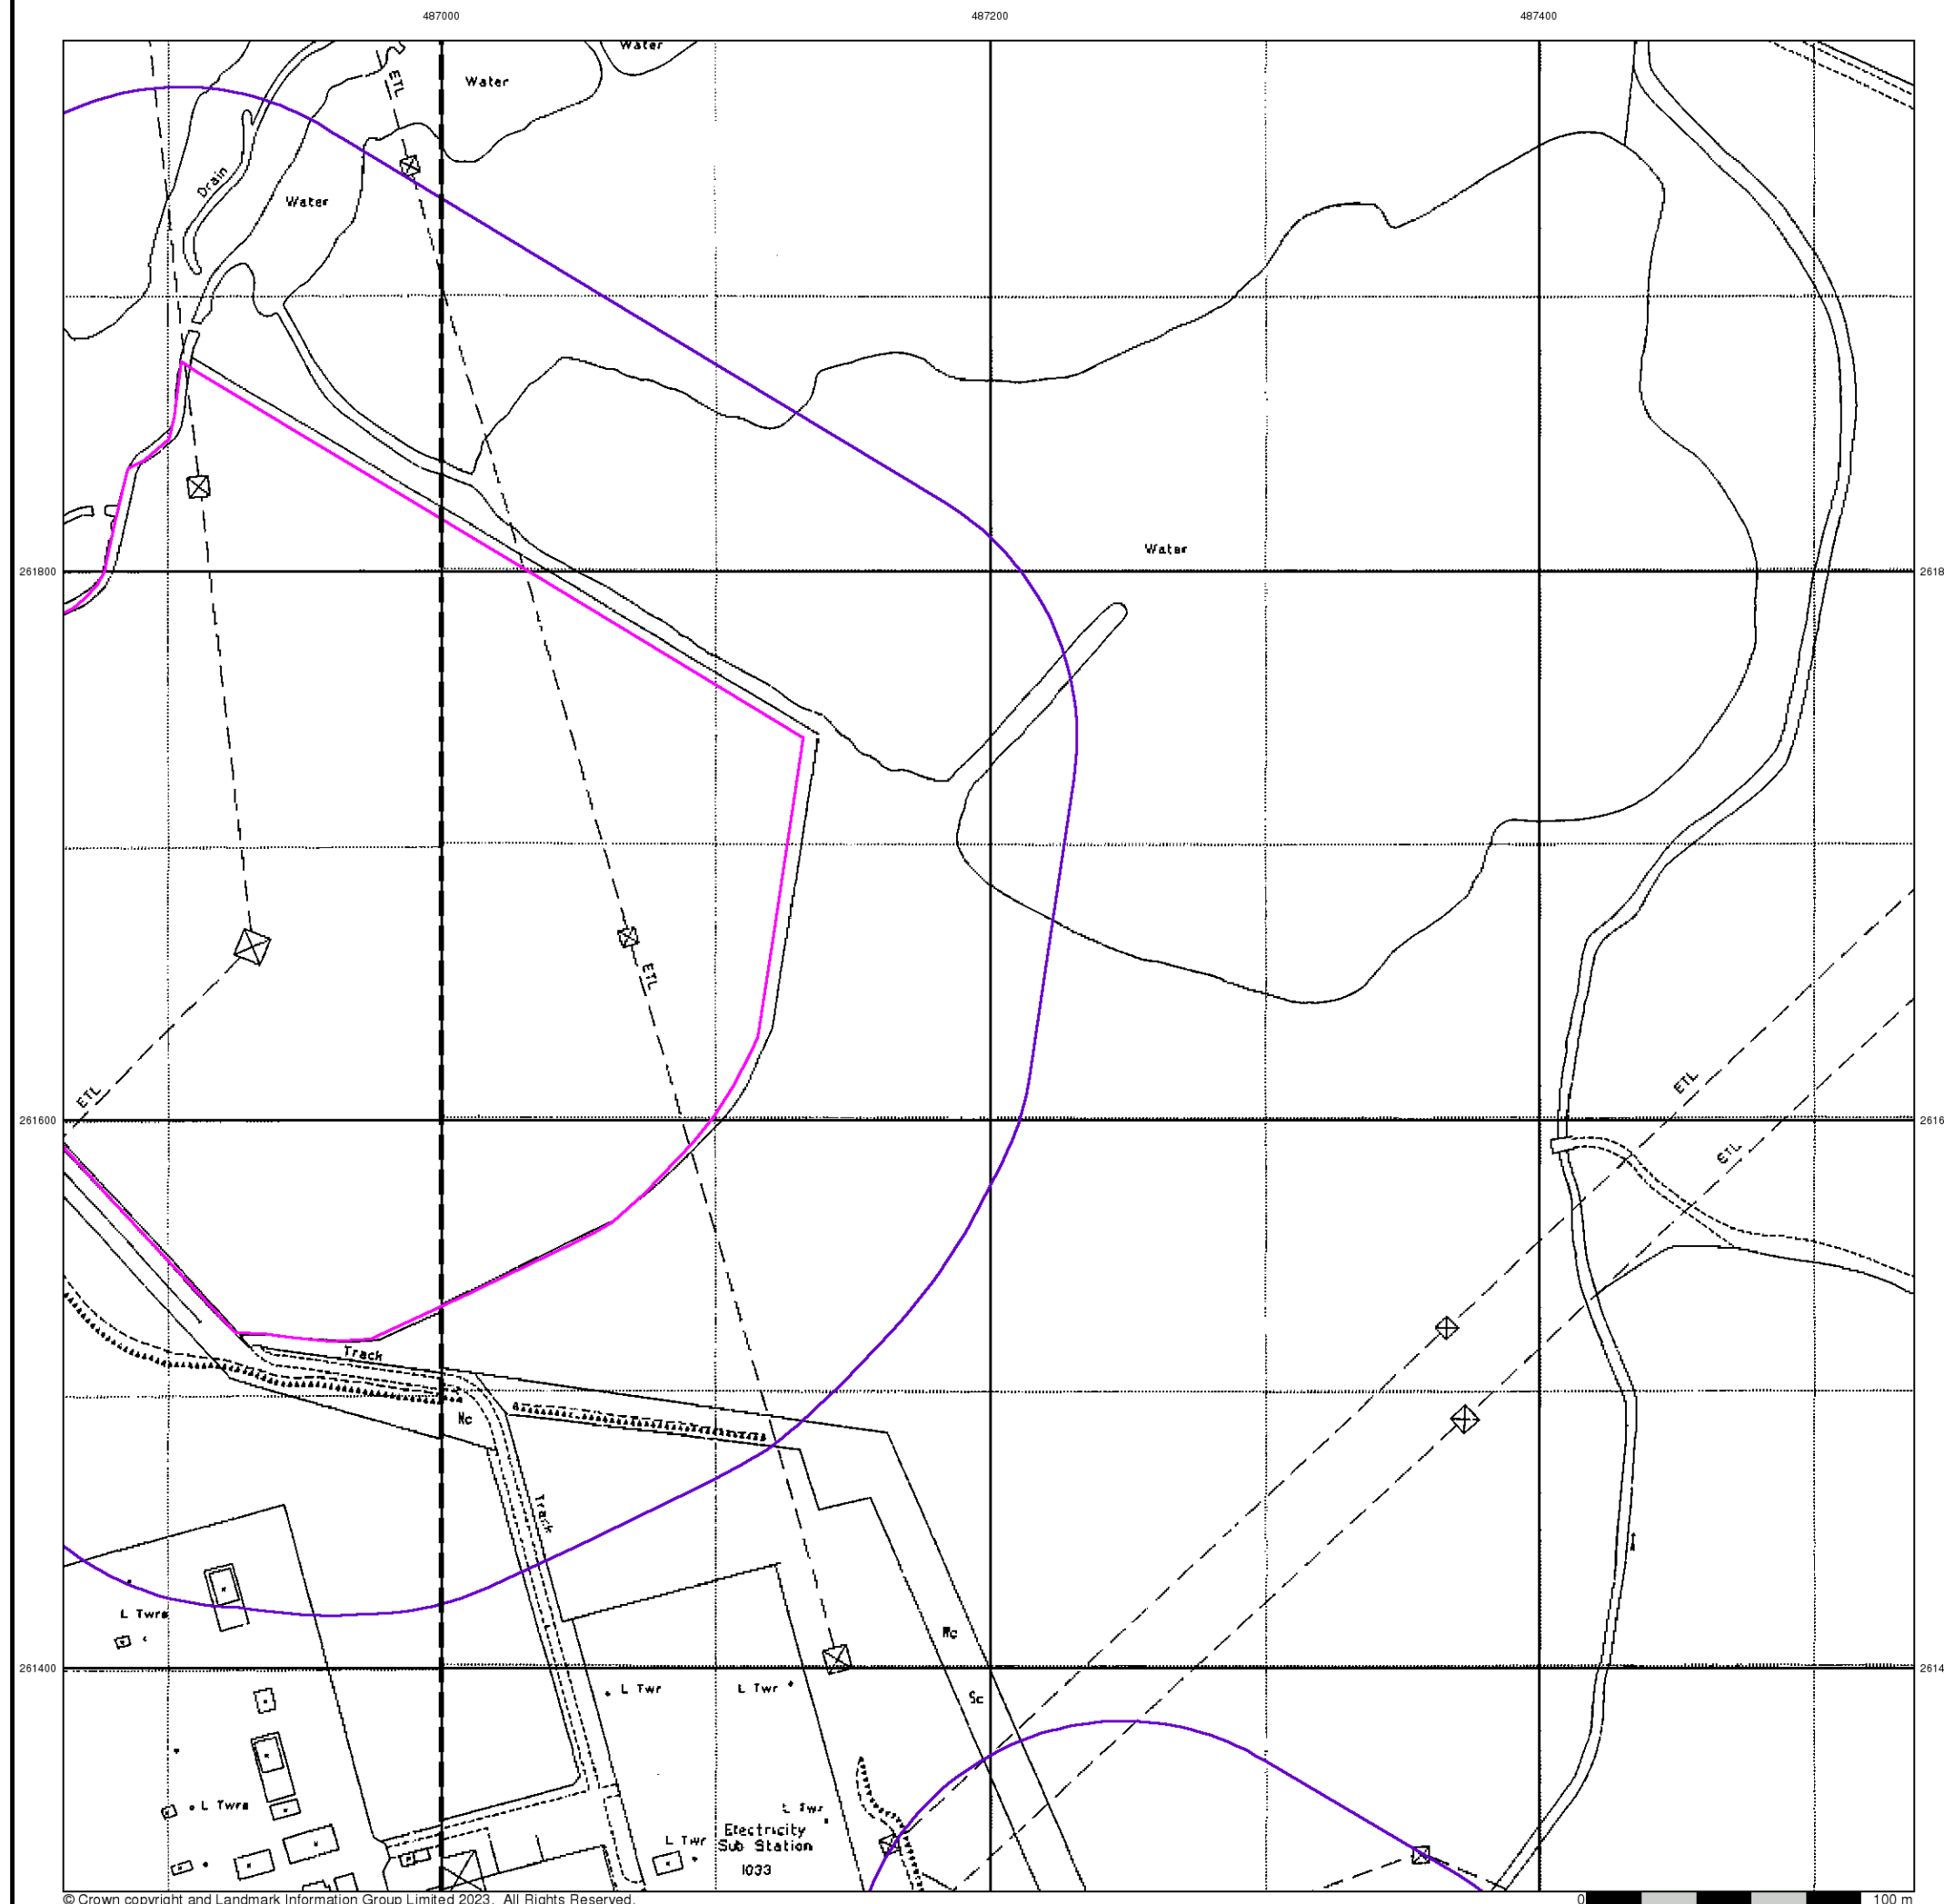 487000 487200 487400
Water
Water
ETL
Drain
Water
Water
261800 2618
ETL
ETL
ETL
261600 2616
ETL
Track
Nc
Track
L Twrs
261400 2614
L Twr
L Twr
Sc
L Twrs
L Twr
Electricity
Sub Station
L Twr
1033
© Crown copyright and Landmark Information Group Limited 2023. All Rights Reserved.
0 100 m